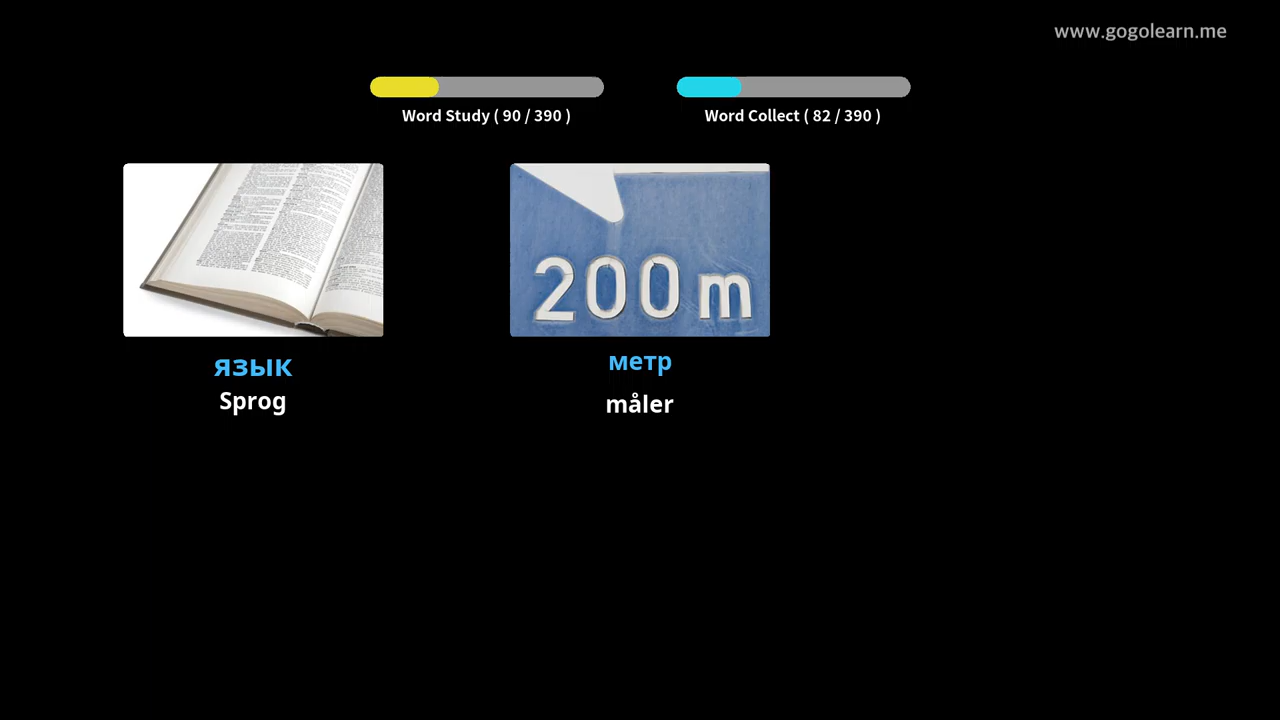 www.gogolearn.me
Word Study ( 90 / 390 )
Word Collect ( 82 / 390 )
200 m
язык
Sprog
метр
måler